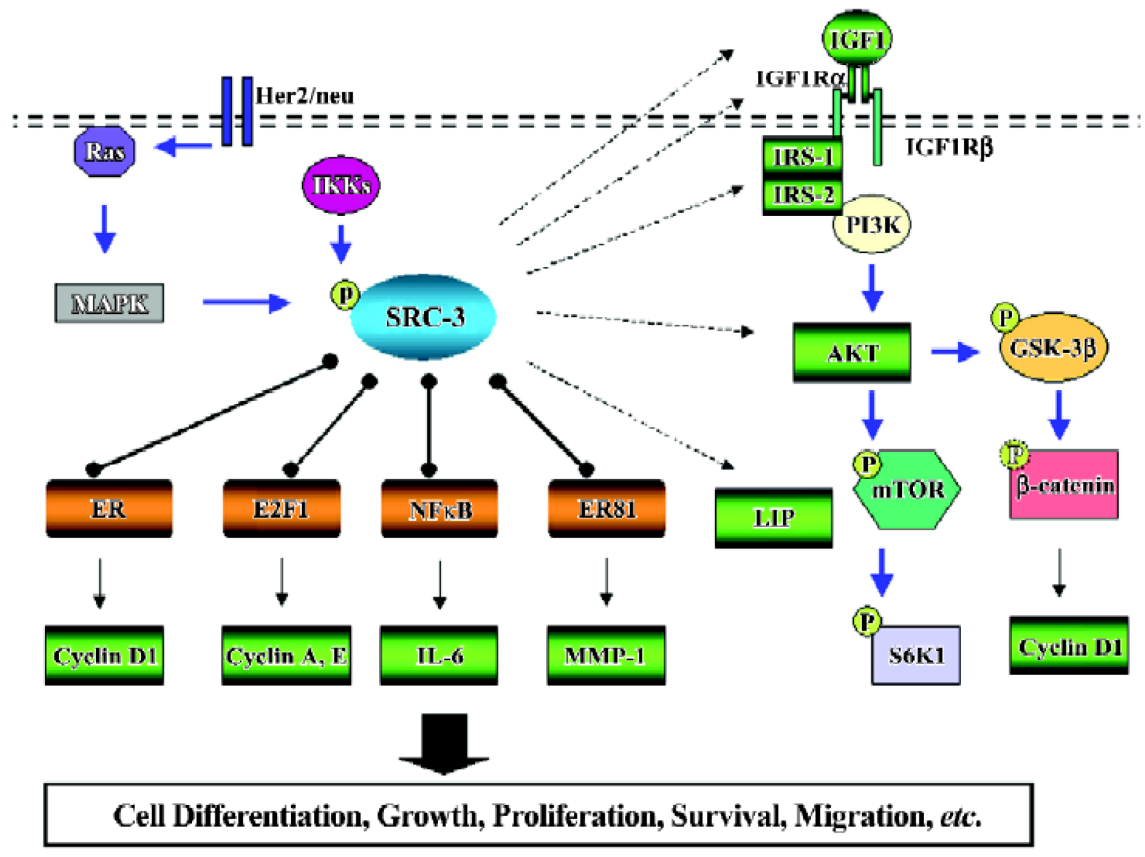 IGF1
IGF1Rα
Her2/neu
Ras
IGF1Rβ
IRS-1
IKKs
IRS-2
PI3K
MAPK
P
SRC-3
P
GSK-3β
AKT
P
mTOR
P
β-catenin
ER
E2F1
NFκB
ER81
LIP
P
S6K1
Cyclin D1
Cyclin D1
Cyclin A, E
IL-6
MMP-1
Cell Differentiation, Growth, Proliferation, Survival, Migration, etc.